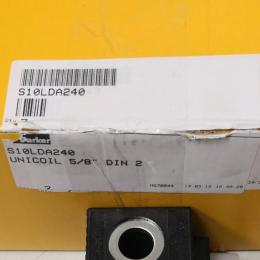 S10LDA240
Parker
S10LDA240
UNICOIL 5/8" DIN 2